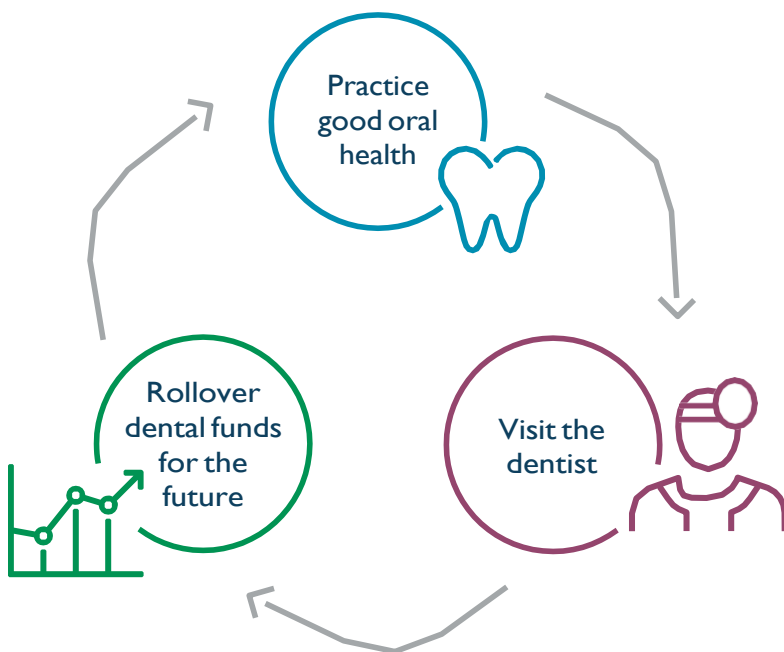 Practice
good oral
health
Visit the
dentist
Rollover
dental funds
for the
future